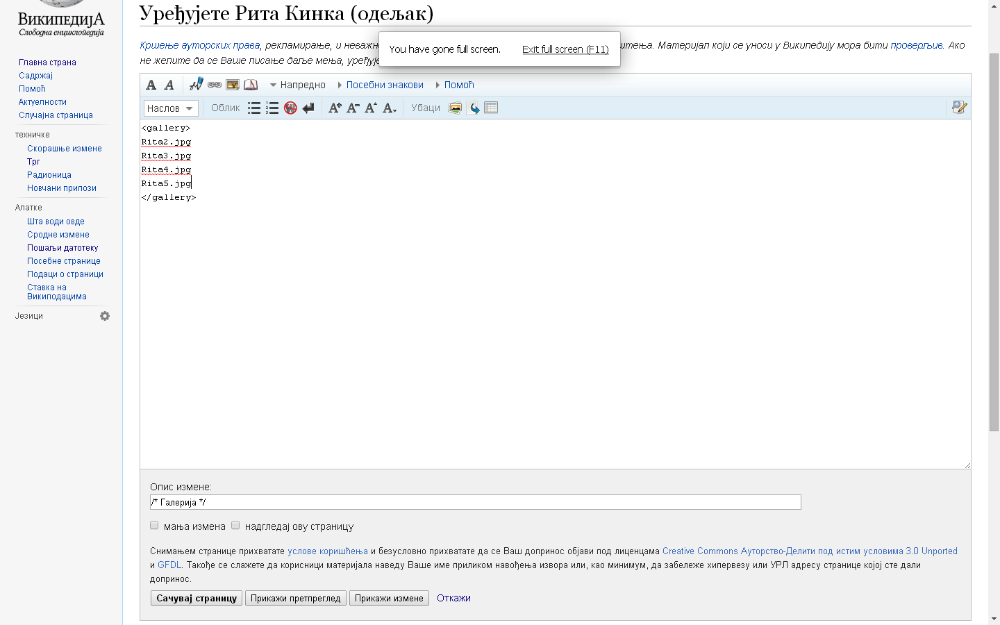 ВикипедијА
Слободна енциклопедија
Главна страна
Садржај
Помоћ
Актуелности
Случајна страница
техничке
Скорашње измене
Трг
Радионица
Новчани прилози
Алатке
Шта води овде
Сродне измене
Пошаљи датотеку
Посебне странице
Подаци о страници
Ставка на
Википодацима
Језици
Уређујете Рита Кинка (одељак)
Кршење ауторских права, рекламирање, и неважн
штења. Материјал који се уноси у Википедију мора бити проверљив. Ако
не желите да се Ваше писање даље мења, уређује
You have gone full screen. Exit full screen (F11)
А А Напредно Посебни знакови Помоћ
Наслов Облик Убаци
<gallery>
Rita2.jpg
Rita3.jpg
Rita4.jpg
Rita5.jpg
</gallery>
Опис измене:
/* Галерија */
мања измена надгледај ову страницу
Снимањем странице прихватате услове коришћења и безусловно прихватате да се Ваш допринос објави под лиценцама Creative Commons Ауторство-Делити под истим условима 3.0 Unported
и GFDL. Такође се слажете да корисници материјала наведу Ваше име приликом навођења извора или, као минимум, да забележе хипервезу или УРЛ адресу странице којој сте дали
допринос.
Сачувај страницу Прикажи претпреглед Прикажи измене Откажи